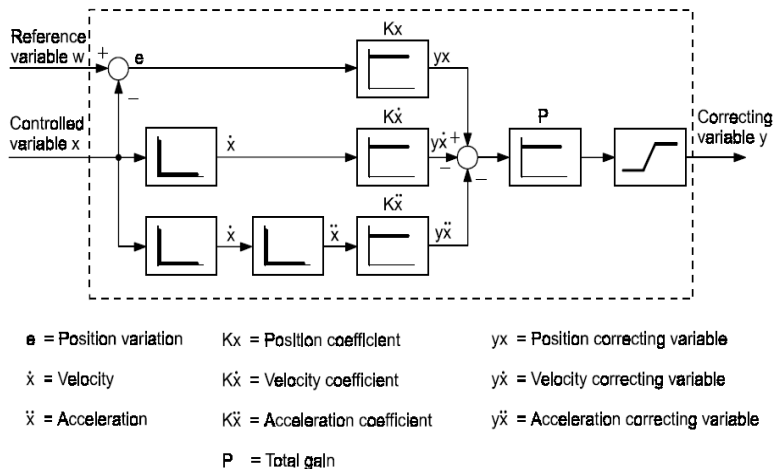 Kx
Reference
variable w
+
e
yx
−
Controlled
variable x
ẋ
Kẋ
yẋ
+
−
−
P
Correcting
variable y
Kẍ
ẋ
ẍ
yẍ
e = Position variation
Kx = Position coefficient
yx = Position correcting variable
ẋ = Velocity
Kẋ = Velocity coefficient
yẋ = Velocity correcting variable
ẍ = Acceleration
Kẍ = Acceleration coefficient
yẍ = Acceleration correcting variable
P = Total gain